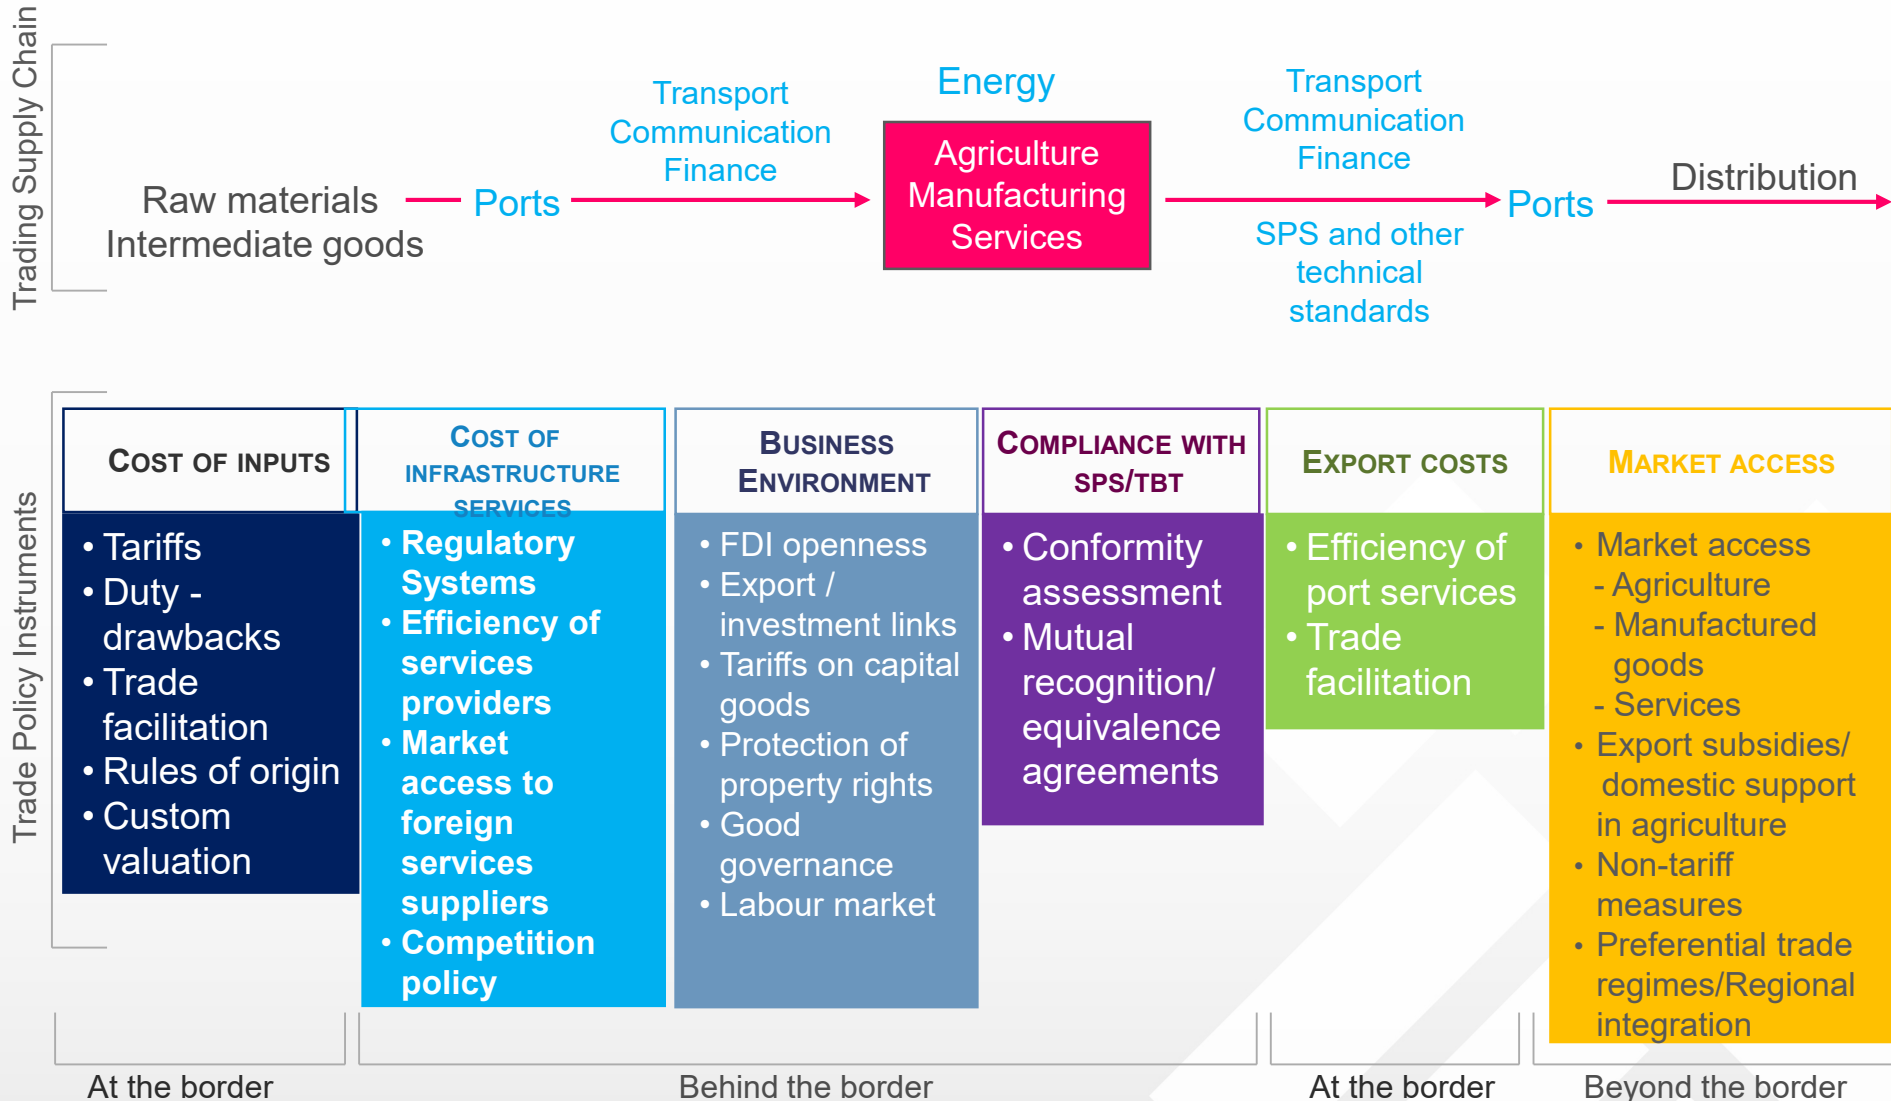 Trading Supply Chain
Raw materials
Intermediate goods
Ports
Transport
Communication
Finance
Energy
Agriculture
Manufacturing
Services
Transport
Communication
Finance
SPS and other
technical
standards
Ports
Distribution
Trade Policy Instruments
COST OF INPUTS
• Tariffs
• Duty -
drawbacks
• Trade
facilitation
• Rules of origin
• Custom
valuation
COST OF
INFRASTRUCTURE
SERVICES
• Regulatory
Systems
• Efficiency of
services
providers
• Market
access to
foreign
services
suppliers
• Competition
policy
BUSINESS
ENVIRONMENT
• FDI openness
• Export /
investment links
• Tariffs on capital
goods
• Protection of
property rights
• Good
governance
• Labour market
COMPLIANCE WITH
SPS/TBT
• Conformity
assessment
• Mutual
recognition/
equivalence
agreements
EXPORT COSTS
• Efficiency of
port services
• Trade
facilitation
MARKET ACCESS
• Market access
- Agriculture
- Manufactured
goods
- Services
• Export subsidies/
domestic support
in agriculture
• Non-tariff
measures
• Preferential trade
regimes/Regional
integration
At the border
Behind the border
At the border
Beyond the border